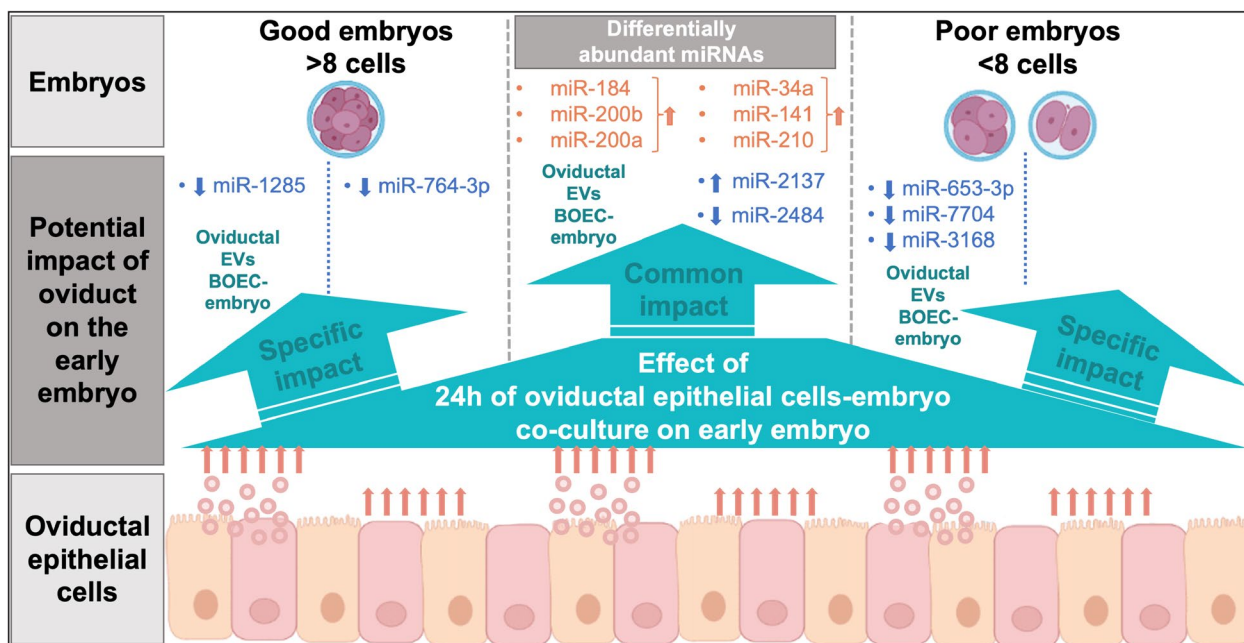 Embryos
Good embryos
>8 cells
Differentially
abundant miRNAs
• miR-184
• miR-200b
• miR-200a
• miR-34a
• miR-141
• miR-210
Poor embryos
<8 cells
Potential
impact of
oviduct
on the
early
embryo
• ⬇ miR-1285
• ⬇ miR-764-3p
Oviductal
EVs
BOEC-
embryo
Specific
impact
Oviductal
EVs
BOEC-
embryo
• ⬆ miR-2137
• ⬇ miR-2484
Common
impact
• ⬇ miR-653-3p
• ⬇ miR-7704
• ⬇ miR-3168
Oviductal
EVs
BOEC-
embryo
Specific
impact
Effect of
24h of oviductal epithelial cells-embryo
co-culture on early embryo
Oviductal
epithelial
cells